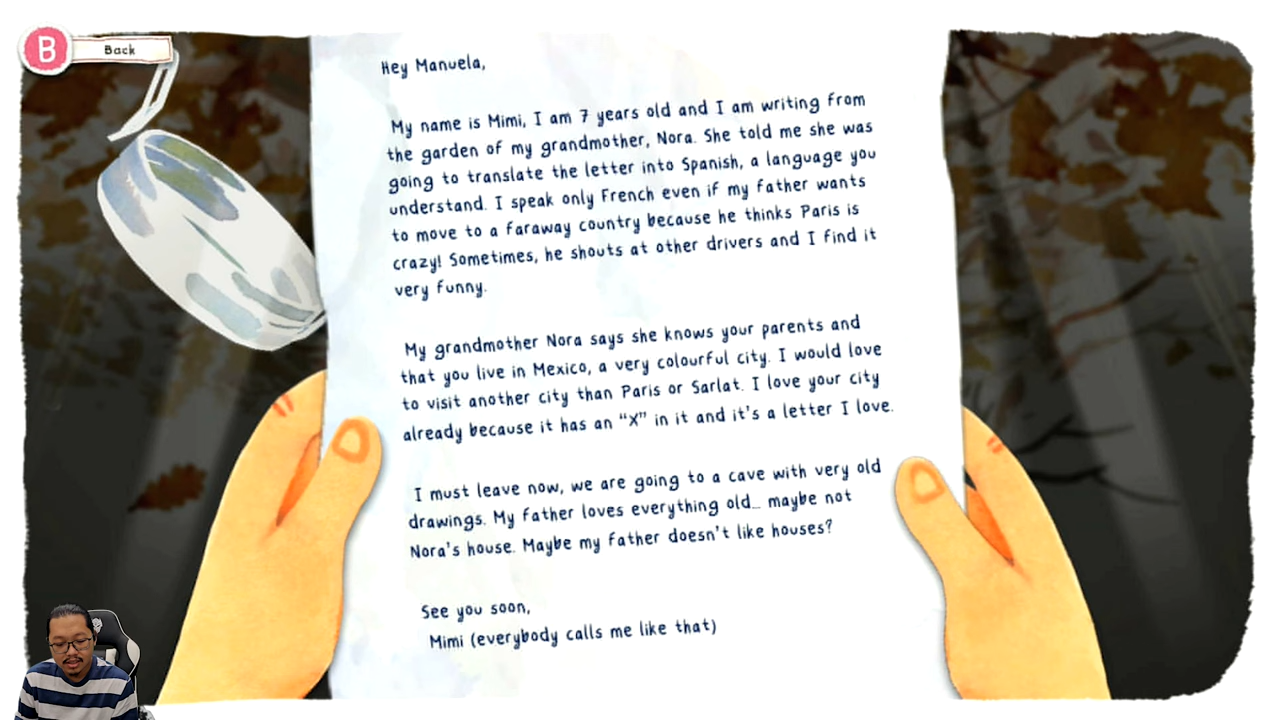 B Back
Hey Manuela,
My name is Mimi, I am 7 years old and I am writing from
the garden of my grandmother, Nora. She told me she was
going to translate the letter into Spanish, a language you
understand. I speak only French even if my father wants
to move to a faraway country because he thinks Paris is
crazy! Sometimes, he shouts at other drivers and I find it
very funny.
My grandmother Nora says she knows your parents and
that you live in Mexico, a very colourful city. I would love
to visit another city than Paris or Sarlat. I love your city
already because it has an “X” in it and it's a letter I love.
I must leave now, we are going to a cave with very old
drawings. My father loves everything old… maybe not
Nora's house. Maybe my father doesn't like houses?
See you soon,
Mimi (everybody calls me like that)